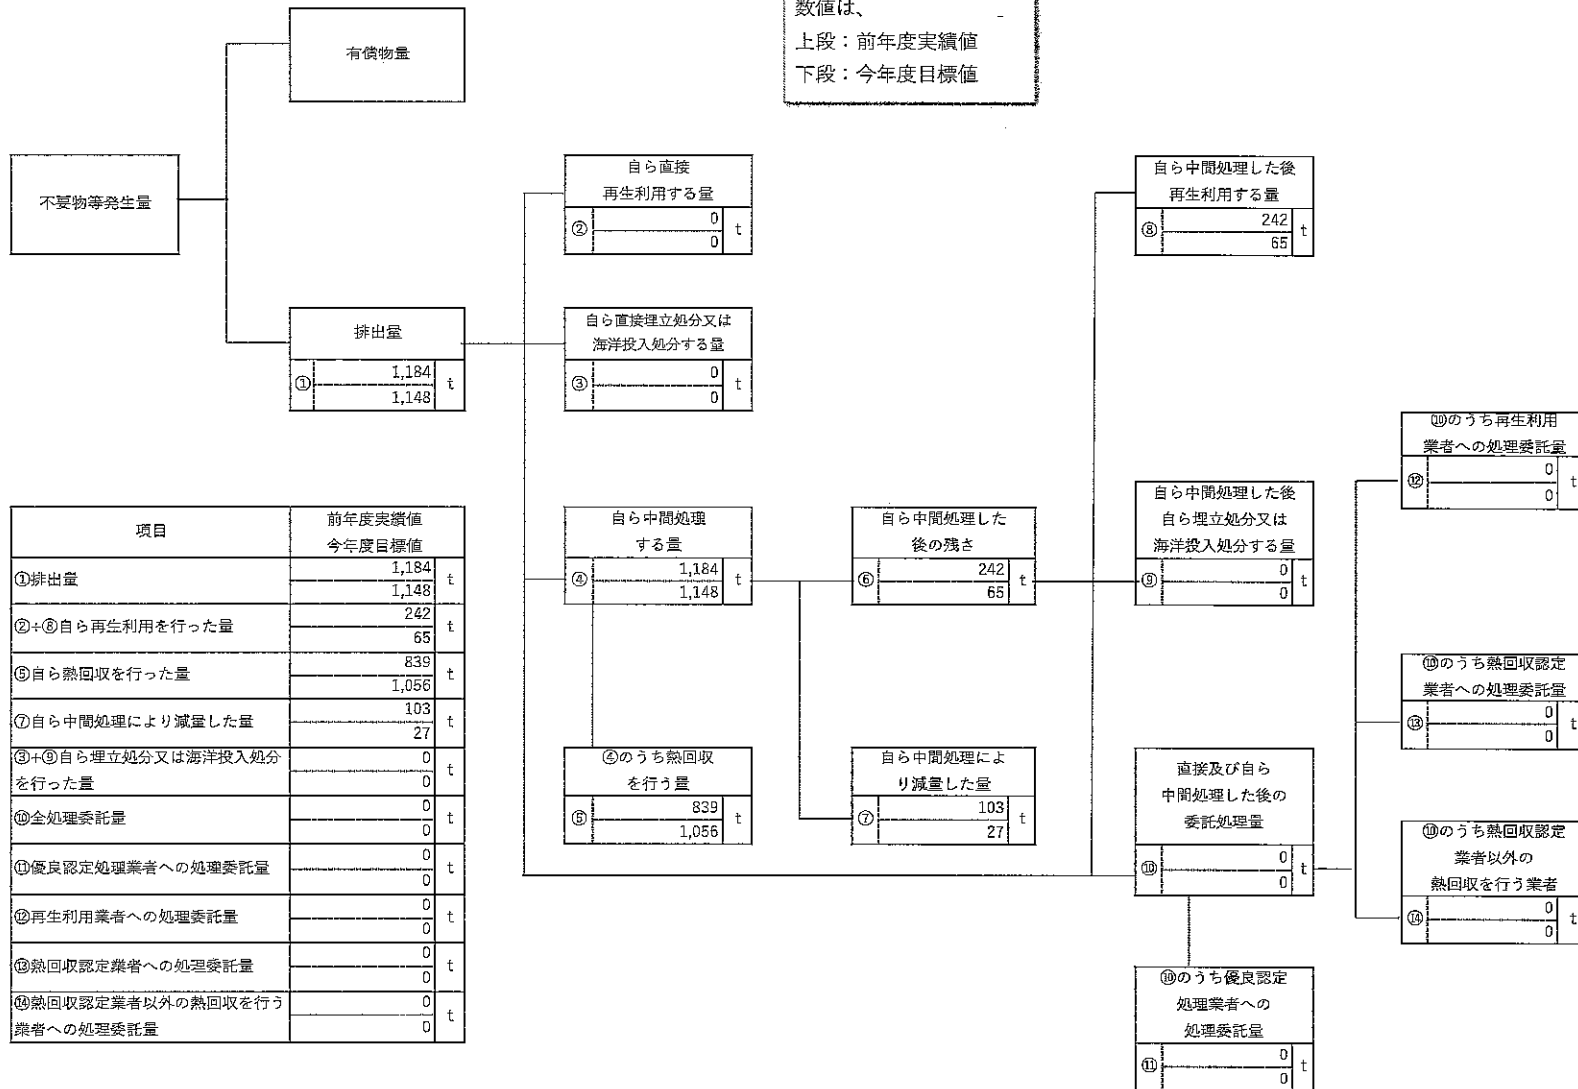 数値は、
上段：前年度実績値
下段：今年度目標値
有償物量
不要物等発生量
排出量
①
1,184
1,148
t
自ら直接
再生利用する量
②
0
0
t
自ら直接埋立処分又は
海洋投入処分する量
③
0
0
t
自ら中間処理
する量
④
1,184
1,148
t
④のうち熱回収
を行う量
⑤
839
1,056
t
自ら中間処理した
後の残さ
⑥
242
65
t
自ら中間処理によ
り減量した量
⑦
103
27
t
自ら中間処理した後
再生利用する量
⑧
242
65
t
自ら中間処理した後
自ら埋立処分又は
海洋投入処分する量
⑨
0
0
t
直接及び自ら
中間処理した後の
委託処理量
⑩
0
0
t
⑩のうち優良認定
処理業者への
処理委託量
⑪
0
0
t
⑩のうち再生利用
業者への処理委託量
⑫
0
0
t
⑩のうち熱回収認定
業者への処理委託量
⑬
0
0
t
⑩のうち熱回収認定
業者以外の
熱回収を行う業者
⑭
0
0
t
項目
前年度実績値
今年度目標値
①排出量
1,184
1,148
t
②+⑧自ら再生利用を行った量
242
65
t
⑤自ら熱回収を行った量
839
1,056
t
⑦自ら中間処理により減量した量
103
27
t
③+⑨自ら埋立処分又は海洋投入処分
を行った量
0
0
t
⑩全処理委託量
0
0
t
⑪優良認定処理業者への処理委託量
0
0
t
⑫再生利用業者への処理委託量
0
0
t
⑬熱回収認定業者への処理委託量
0
0
t
⑭熱回収認定業者以外の熱回収を行う
業者への処理委託量
0
0
t